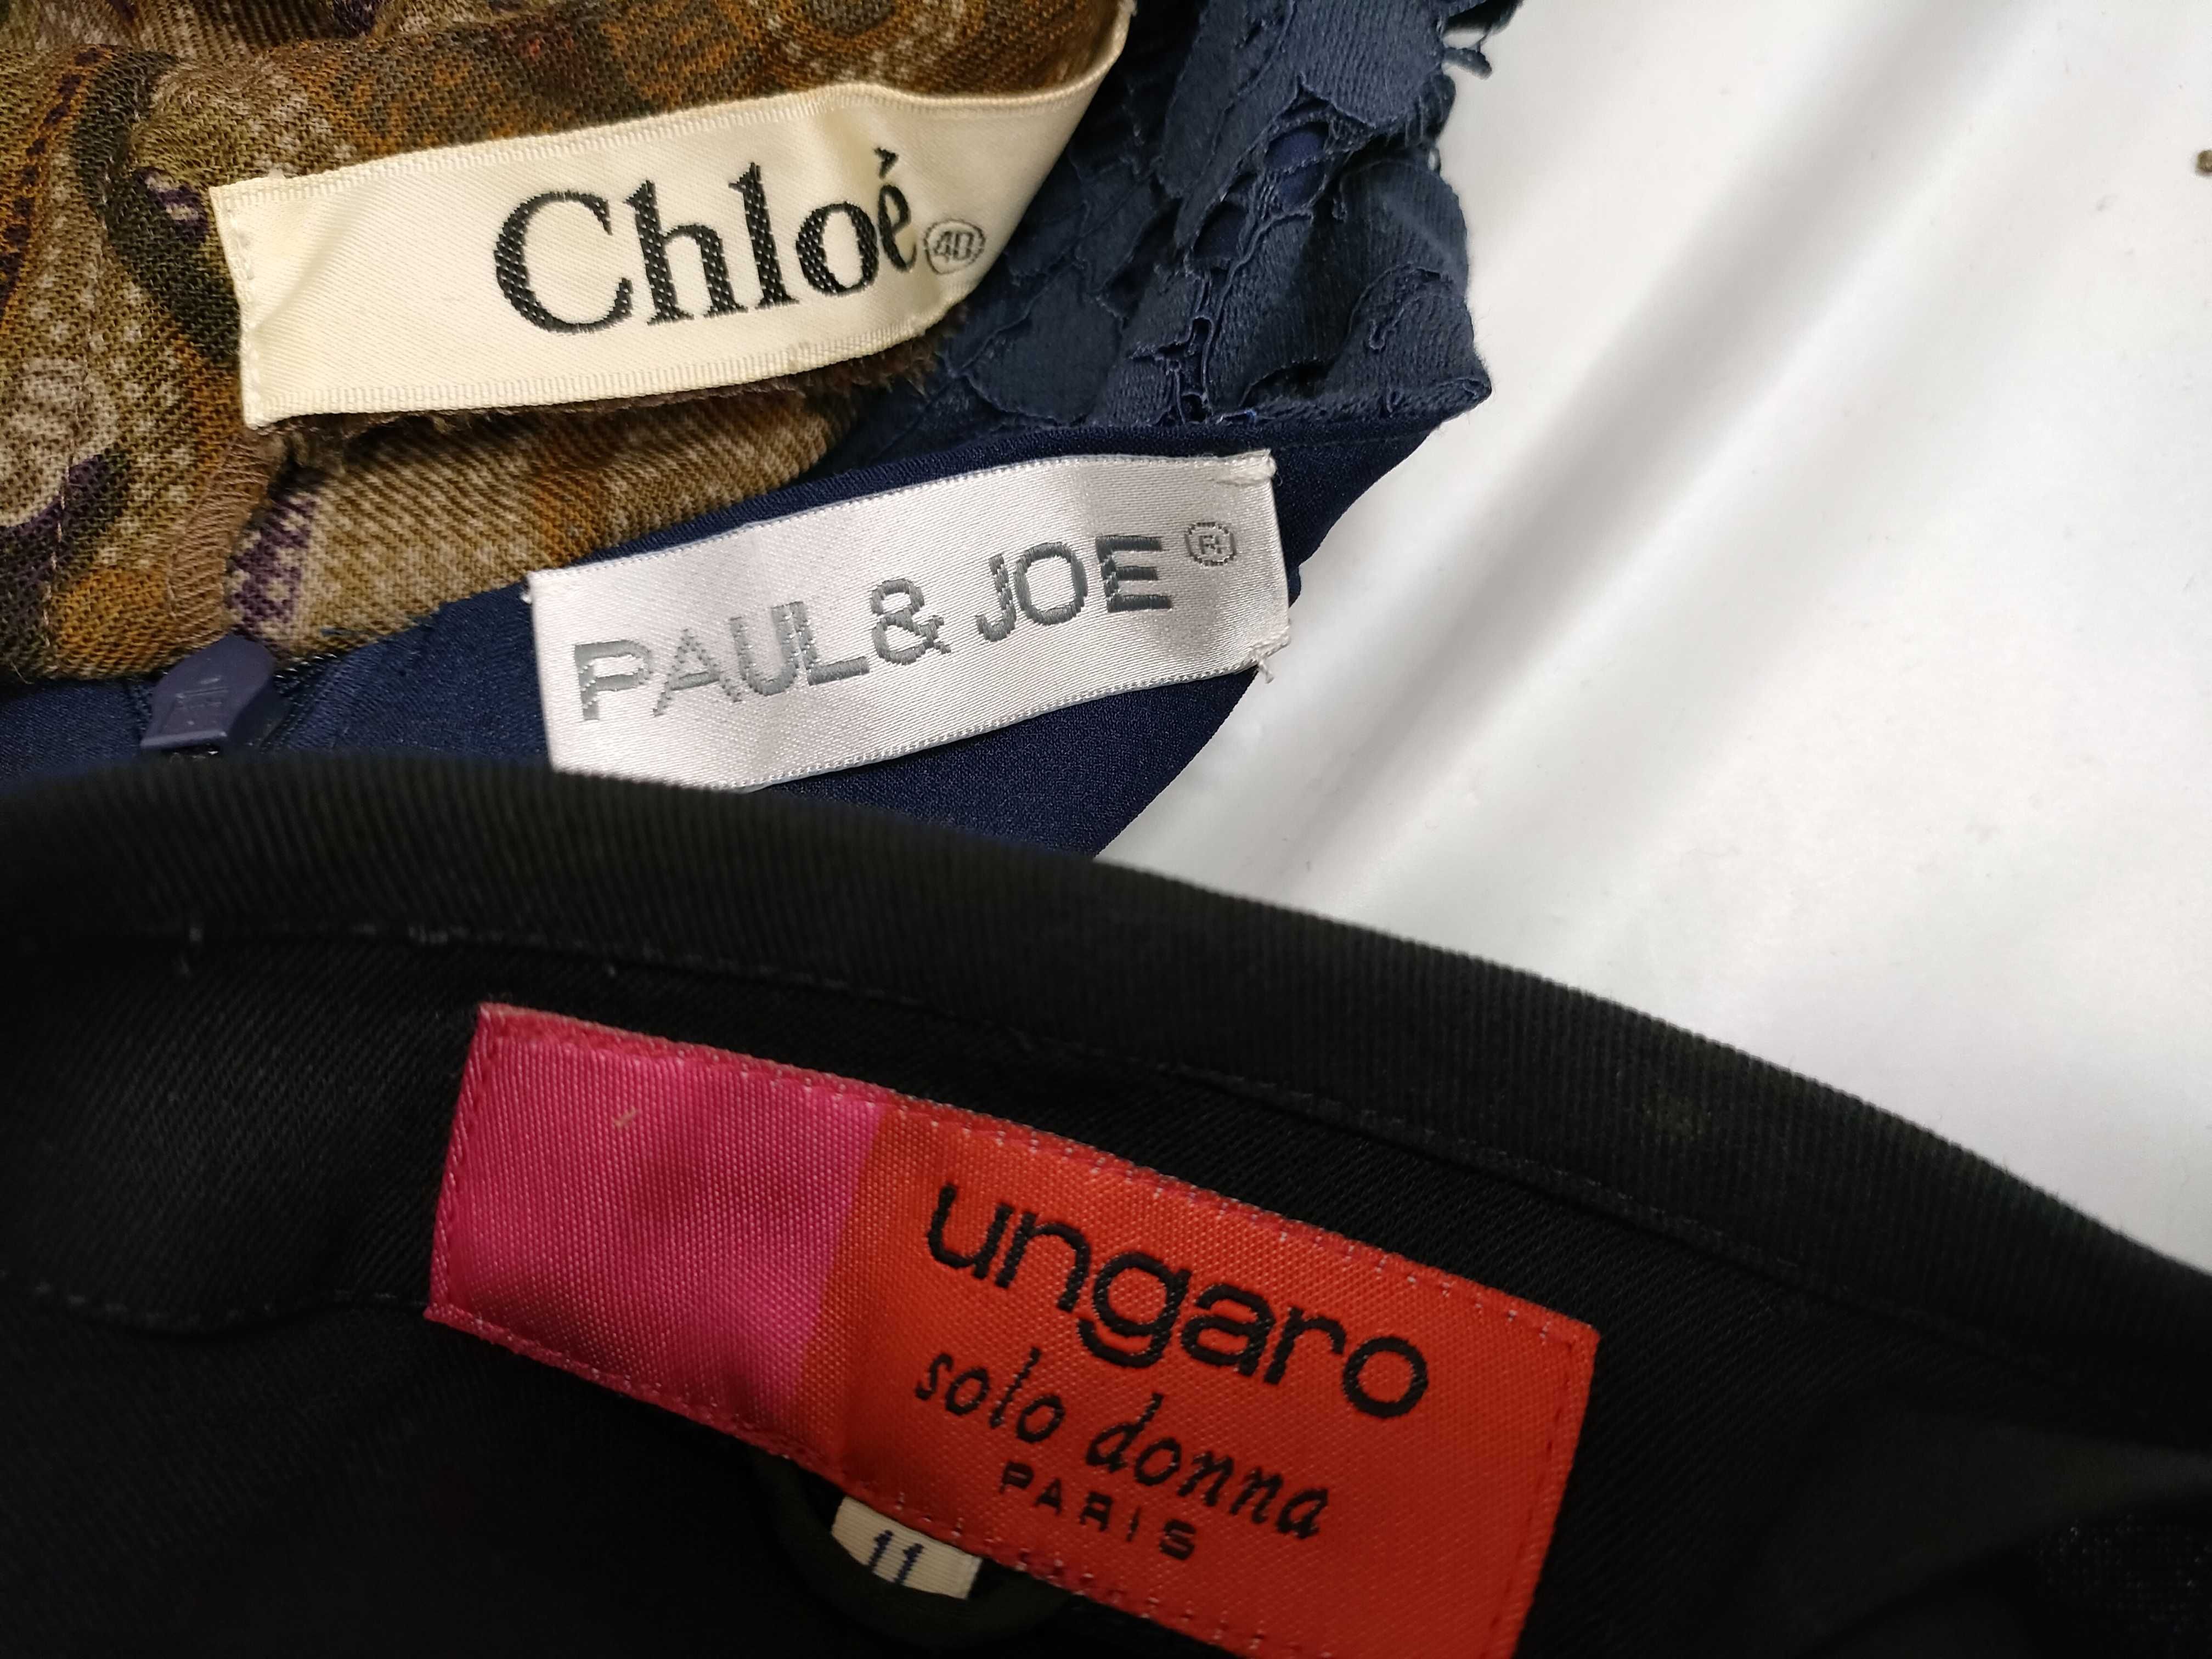 Chloé 40
PAUL & JOE ®
ungaro
solo donna
PARIS
11